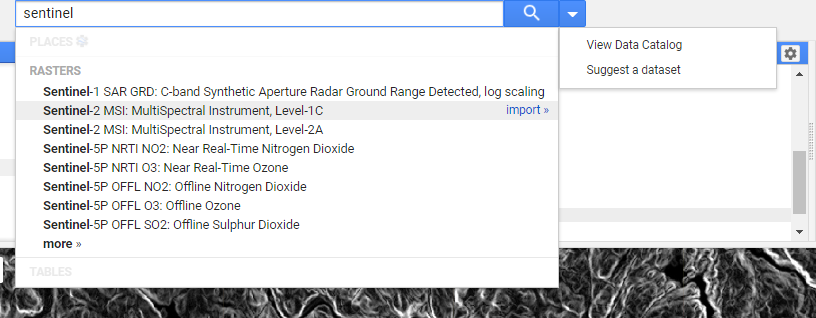 sentinel
PLACES
RASTERS
Sentinel-1 SAR GRD: C-band Synthetic Aperture Radar Ground Range Detected, log scaling
Sentinel-2 MSI: MultiSpectral Instrument, Level-1C import »
Sentinel-2 MSI: MultiSpectral Instrument, Level-2A
Sentinel-5P NRTI NO2: Near Real-Time Nitrogen Dioxide
Sentinel-5P NRTI O3: Near Real-Time Ozone
Sentinel-5P OFFL NO2: Offline Nitrogen Dioxide
Sentinel-5P OFFL O3: Offline Ozone
Sentinel-5P OFFL SO2: Offline Sulphur Dioxide
more »
TABLES
View Data Catalog
Suggest a dataset